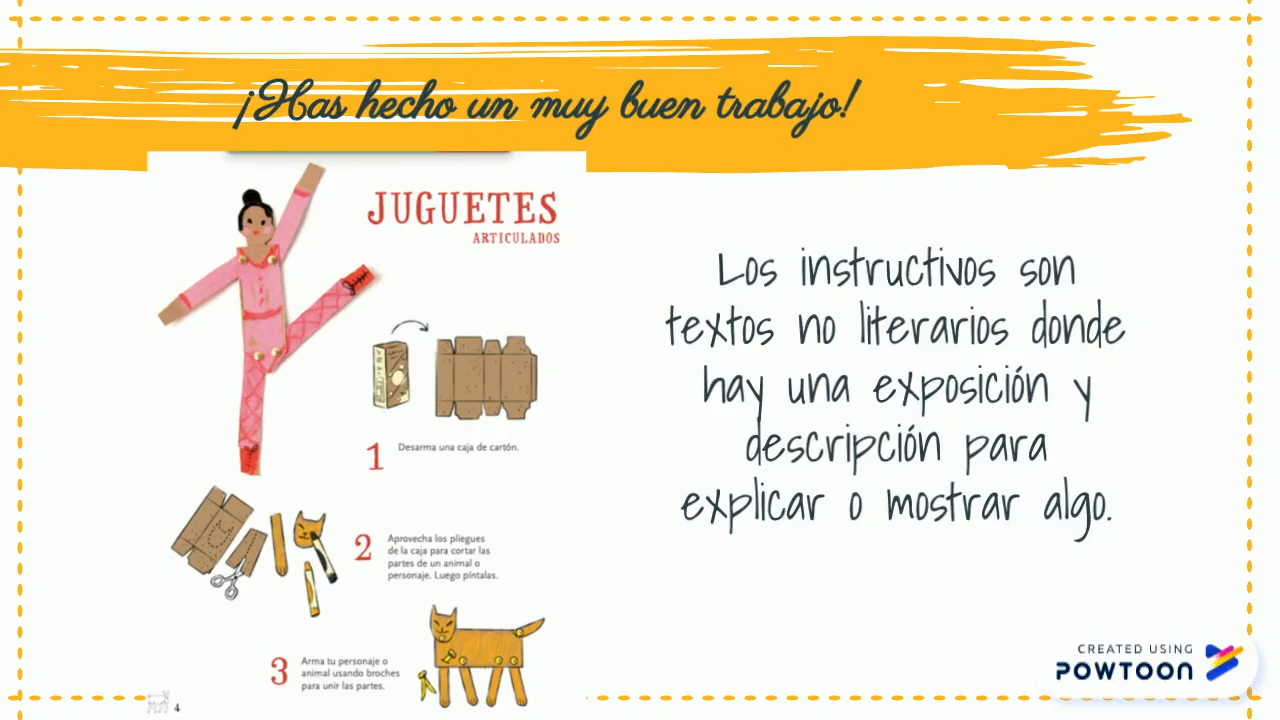 ¡Has hecho un muy buen trabajo!
JUGUETES
ARTICULADOS
1
Desarma una caja de cartón.
2
Aprovecha los pliegues
de la caja para cortar las
partes de un animal o
personaje. Luego píntalas.
3
Arma tu personaje o
animal usando broches
para unir las partes.
4
Los instructivos son
textos no literarios donde
hay una exposición y
descripción para
explicar o mostrar algo.
CREATED USING
POWTOON